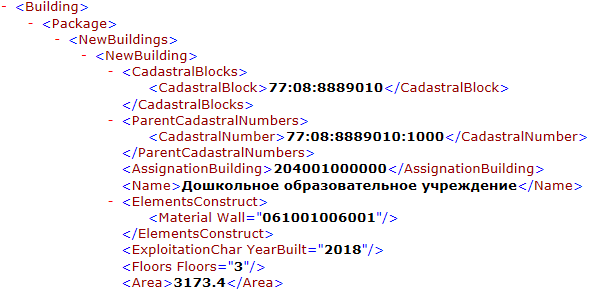 - <Building>
- <Package>
- <NewBuildings>
- <NewBuilding>
- <CadastralBlocks>
<CadastralBlock>77:08:8889010</CadastralBlock>
</CadastralBlocks>
- <ParentCadastralNumbers>
<CadastralNumber>77:08:8889010:1000</CadastralNumber>
</ParentCadastralNumbers>
<AssignationBuilding>204001000000</AssignationBuilding>
<Name>Дошкольное образовательное учреждение</Name>
- <ElementsConstruct>
<Material Wall="061001006001"/>
</ElementsConstruct>
<ExploitationChar YearBuilt="2018"/>
<Floors Floors="3"/>
<Area>3173.4</Area>